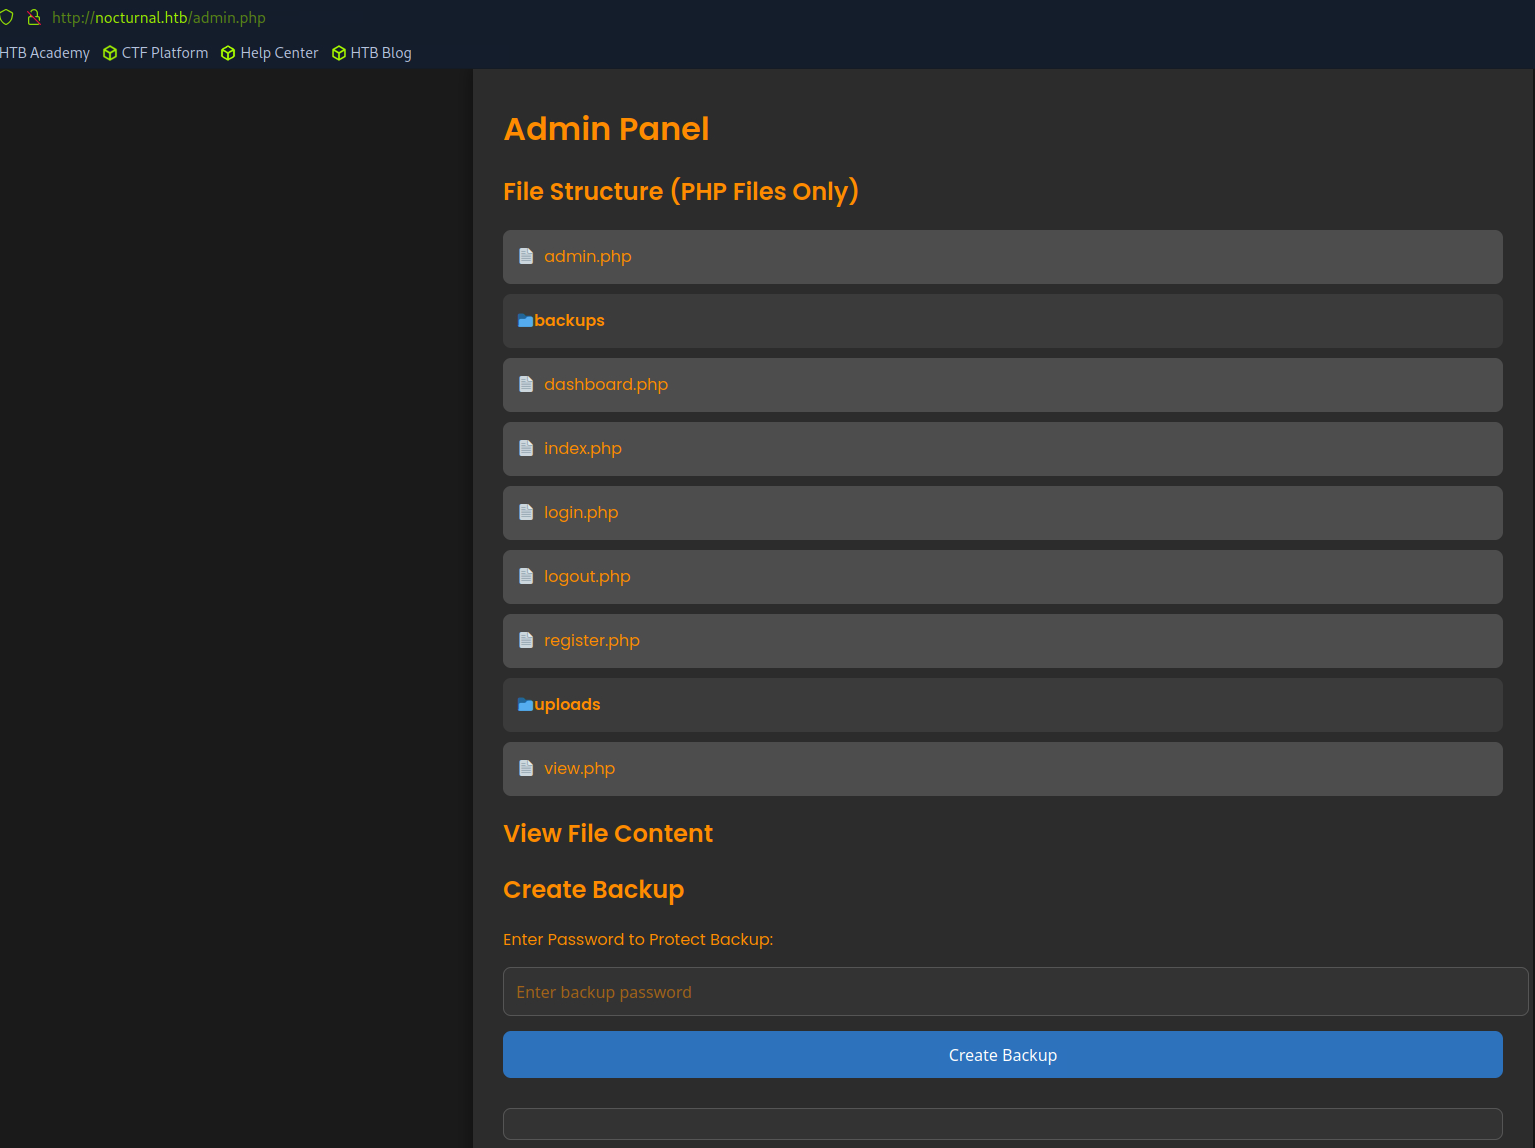 http://nocturnal.htb/admin.php
HTB Academy CTF Platform Help Center HTB Blog
Admin Panel
File Structure (PHP Files Only)
admin.php
backups
dashboard.php
index.php
login.php
logout.php
register.php
uploads
view.php
View File Content
Create Backup
Enter Password to Protect Backup:
Enter backup password
Create Backup